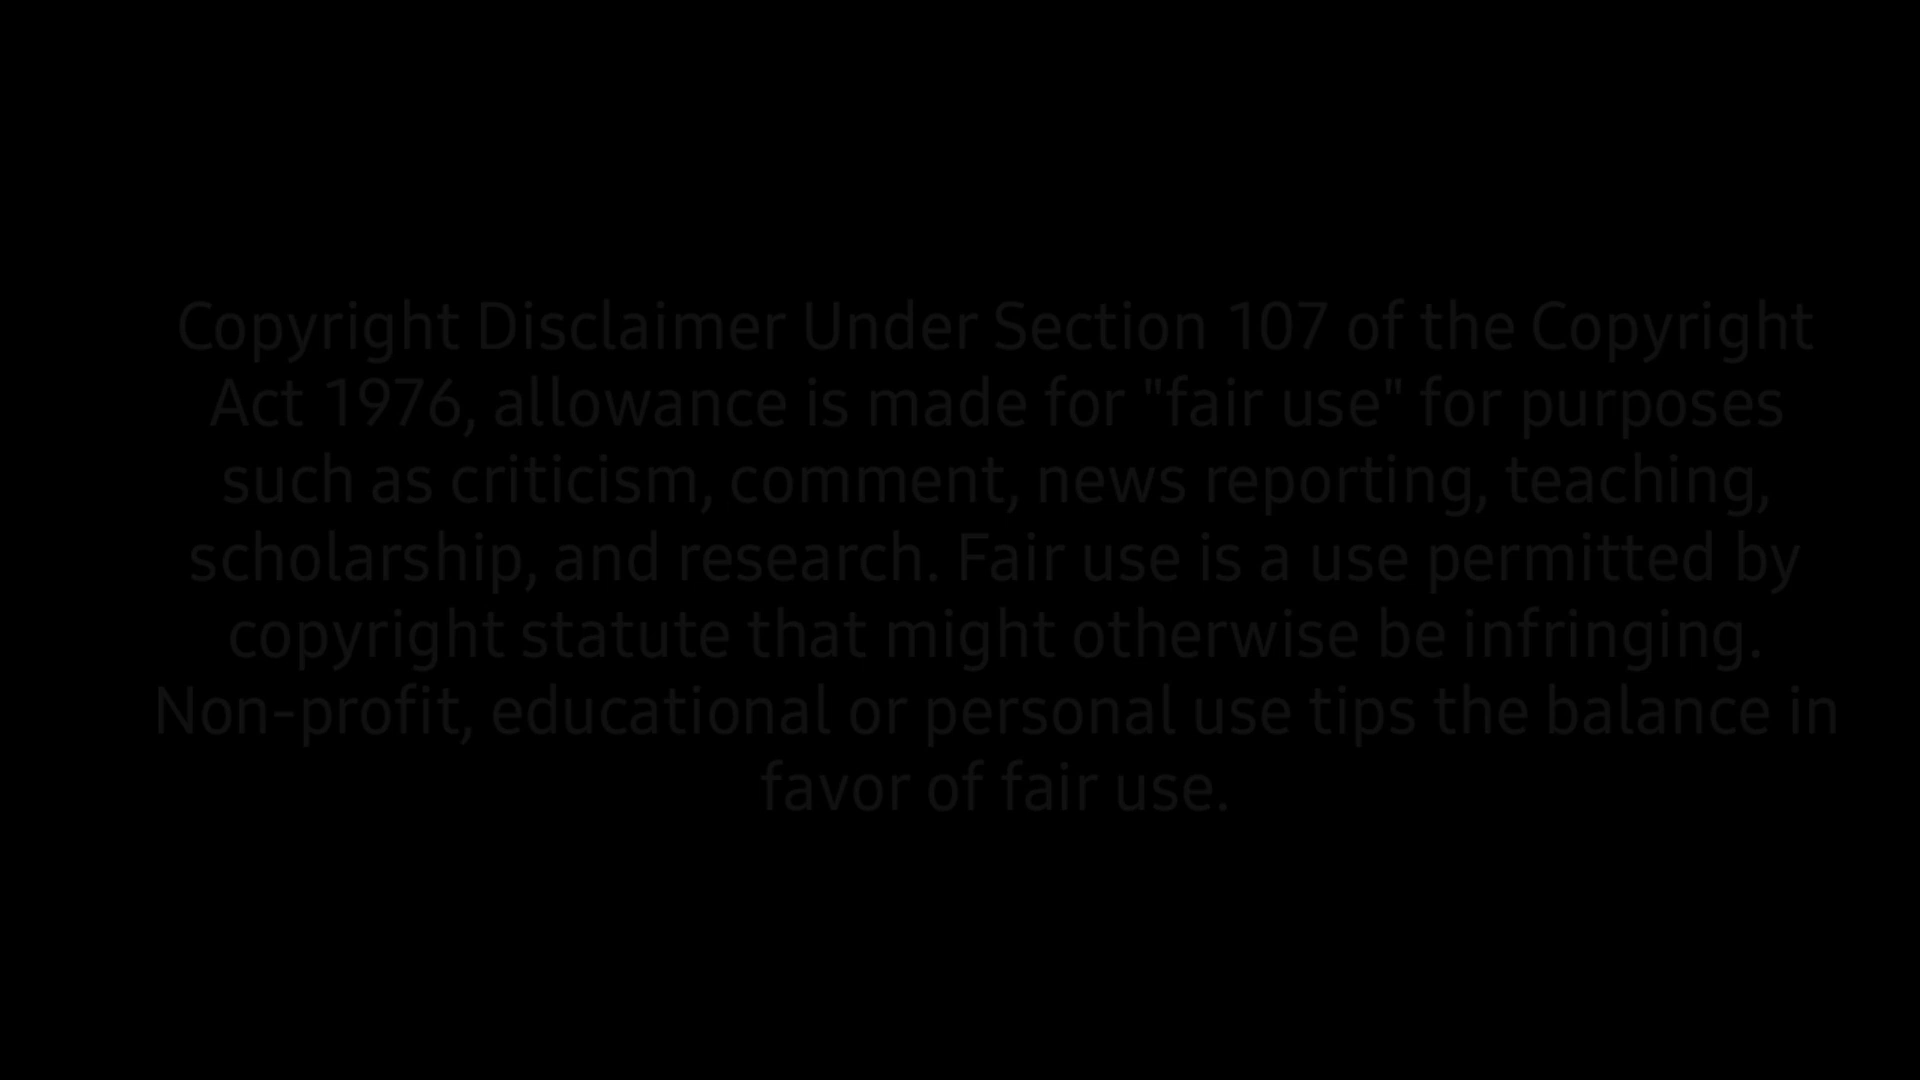 Copyright Disclaimer Under Section 107 of the Copyright
Act 1976, allowance is made for "fair use" for purposes
such as criticism, comment, news reporting, teaching,
scholarship, and research. Fair use is a use permitted by
copyright statute that might otherwise be infringing.
Non-profit, educational or personal use tips the balance in
favor of fair use.